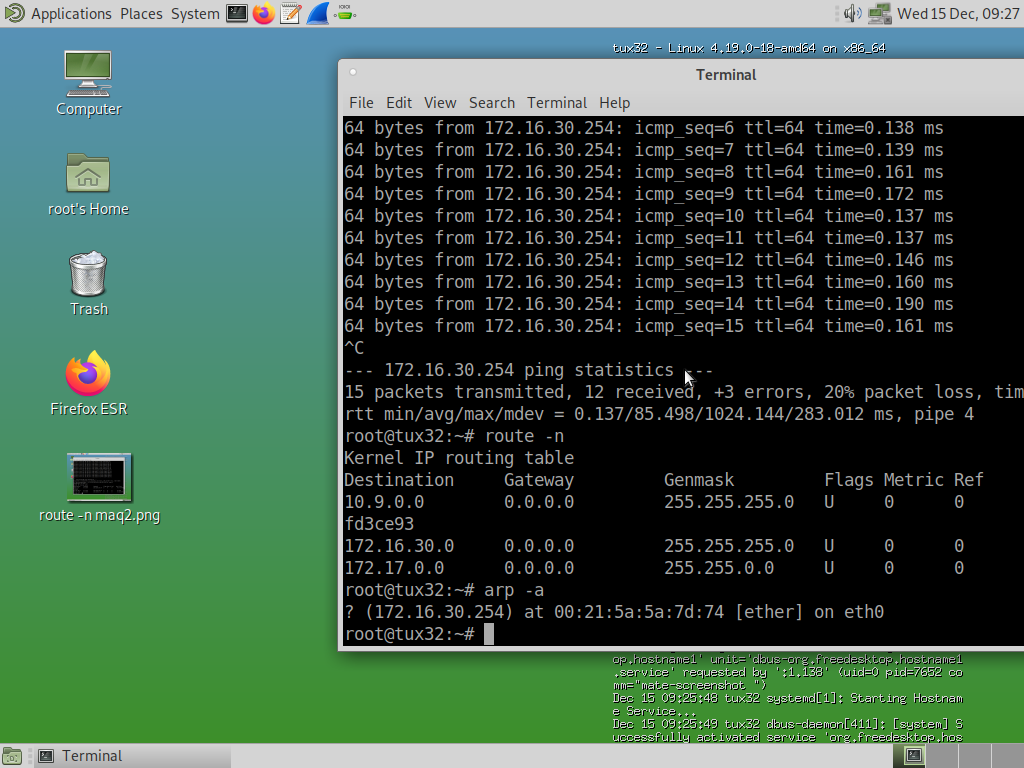 Applications Places System
Wed 15 Dec, 09:27
tux32 - Linux 4.19.0-18-amd64 on x86_64
Computer
root's Home
Trash
Firefox ESR
route -n maq2.png
Terminal
File Edit View Search Terminal Help
64 bytes from 172.16.30.254: icmp_seq=6 ttl=64 time=0.138 ms
64 bytes from 172.16.30.254: icmp_seq=7 ttl=64 time=0.139 ms
64 bytes from 172.16.30.254: icmp_seq=8 ttl=64 time=0.161 ms
64 bytes from 172.16.30.254: icmp_seq=9 ttl=64 time=0.172 ms
64 bytes from 172.16.30.254: icmp_seq=10 ttl=64 time=0.137 ms
64 bytes from 172.16.30.254: icmp_seq=11 ttl=64 time=0.137 ms
64 bytes from 172.16.30.254: icmp_seq=12 ttl=64 time=0.146 ms
64 bytes from 172.16.30.254: icmp_seq=13 ttl=64 time=0.160 ms
64 bytes from 172.16.30.254: icmp_seq=14 ttl=64 time=0.190 ms
64 bytes from 172.16.30.254: icmp_seq=15 ttl=64 time=0.161 ms
^C
--- 172.16.30.254 ping statistics ---
15 packets transmitted, 12 received, +3 errors, 20% packet loss, tim
rtt min/avg/max/mdev = 0.137/85.498/1024.144/283.012 ms, pipe 4
root@tux32:~# route -n
Kernel IP routing table
Destination Gateway Genmask Flags Metric Ref
10.9.0.0 0.0.0.0 255.255.255.0 U 0 0
fd3ce93
172.16.30.0 0.0.0.0 255.255.255.0 U 0 0
172.17.0.0 0.0.0.0 255.255.0.0 U 0 0
root@tux32:~# arp -a
? (172.16.30.254) at 00:21:5a:5a:7d:74 [ether] on eth0
root@tux32:~#
op.hostname1' unit='dbus-org.freedesktop.hostname1
.service' requested by ':1.138' (uid=0 pid=7652 co
mm="mate-screenshot ")
Dec 15 09:25:48 tux32 systemd[1]: Starting Hostnam
e Service...
Dec 15 09:25:49 tux32 dbus-daemon[411]: [system] S
uccessfully activated service 'org.freedesktop.hos
Terminal